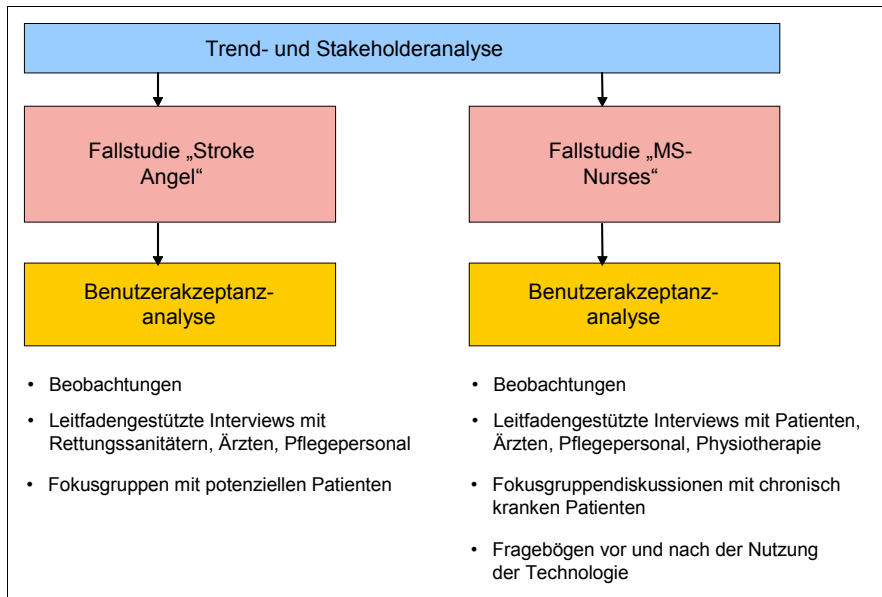 Trend- und Stakeholderanalyse
Fallstudie „Stroke
Angel“
Benutzerakzeptanz-
analyse
• Beobachtungen
• Leitfadengestützte Interviews mit
Rettungssanitätern, Ärzten, Pflegepersonal
• Fokusgruppen mit potenziellen Patienten
Fallstudie „MS-
Nurses“
Benutzerakzeptanz-
analyse
• Beobachtungen
• Leitfadengestützte Interviews mit Patienten,
Ärzten, Pflegepersonal, Physiotherapie
• Fokusgruppendiskussionen mit chronisch
kranken Patienten
• Fragebögen vor und nach der Nutzung
der Technologie